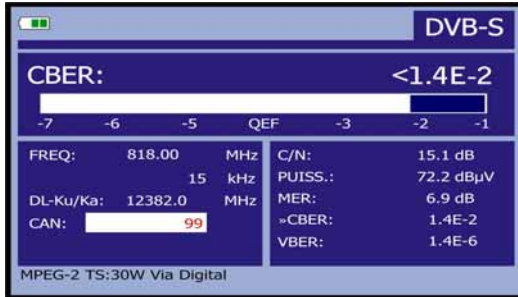 DVB-S
CBER: <1.4E-2
-7 -6 -5 QEF -3 -2 -1
FREQ: 818.00 MHz
15 kHz
DL-Ku/Ka: 12382.0 MHz
CAN: 99
C/N: 15.1 dB
PUISS.: 72.2 dBµV
MER: 6.9 dB
»CBER: 1.4E-2
VBER: 1.4E-6
MPEG-2 TS:30W Via Digital